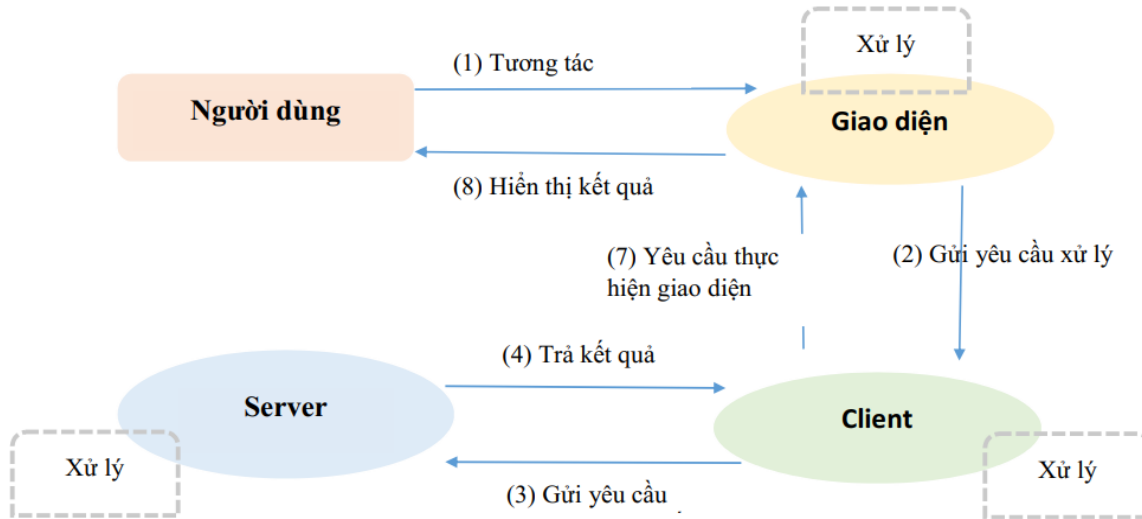 Xử lý
(1) Tương tác
Người dùng
Giao diện
(8) Hiển thị kết quả
(7) Yêu cầu thực
hiện giao diện
(2) Gửi yêu cầu xử lý
(4) Trả kết quả
Server
Client
Xử lý
Xử lý
(3) Gửi yêu cầu